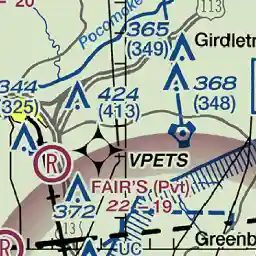 20
113
Pocomoke
365
(349)
Girdletr
344
(325)
424
(413)
368
(348)
VPETS
R
FAIR'S (Pvt)
22 - 19
372
13
Greenb
R
UC